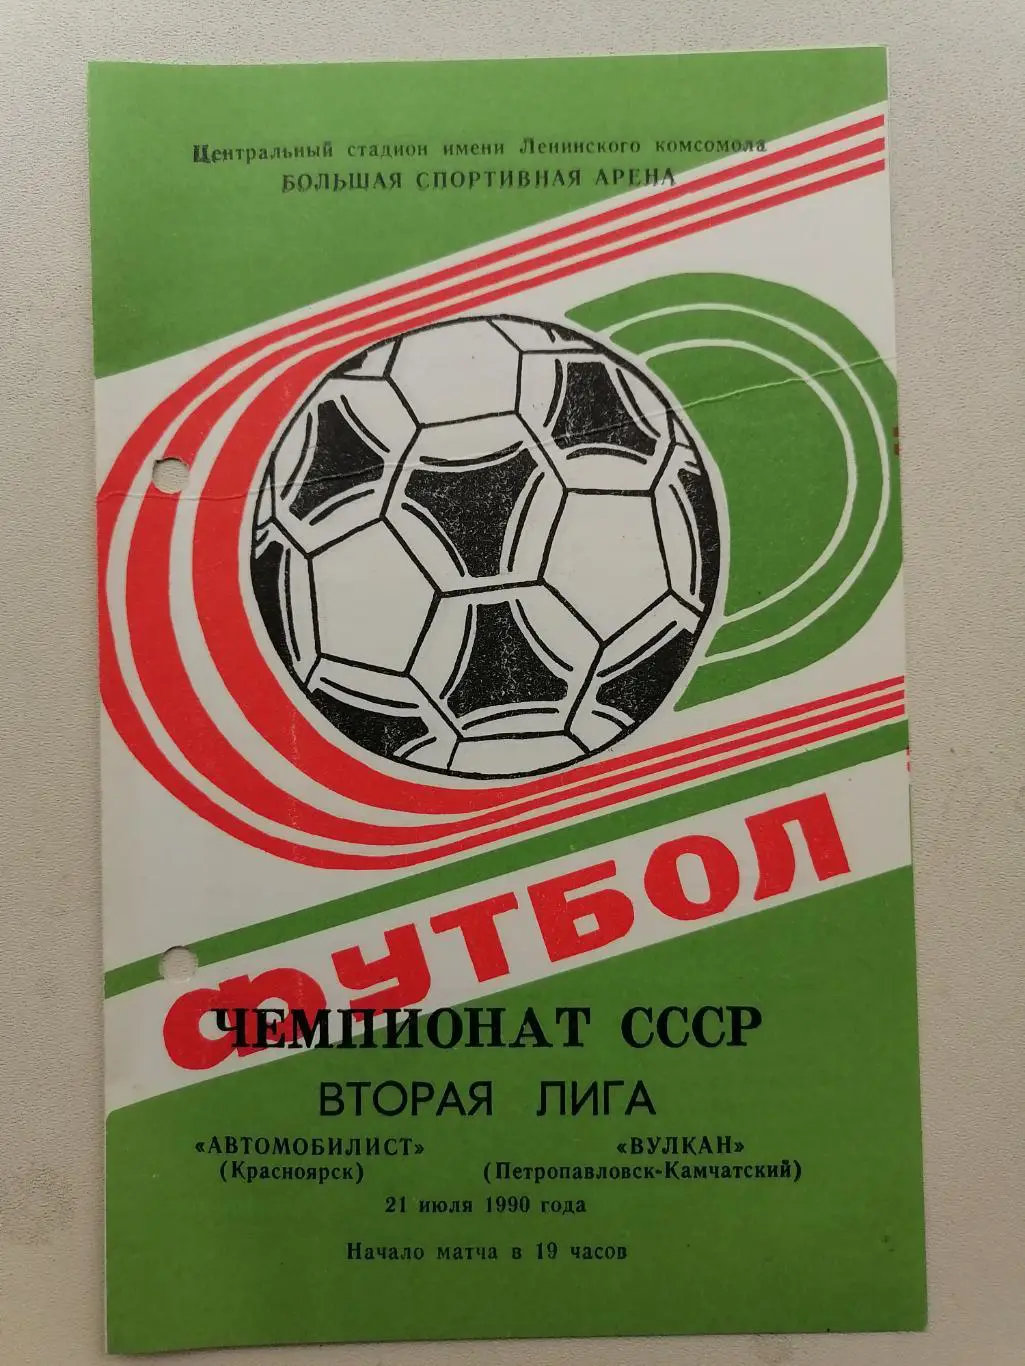 Центральный стадион имени Ленинского комсомола
БОЛЬШАЯ СПОРТИВНАЯ АРЕНА
ФУТБОЛ
ЧЕМПИОНАТ СССР
ВТОРАЯ ЛИГА
«АВТОМОБИЛИСТ» «ВУЛКАН»
(Красноярск) (Петропавловск-Камчатский)
21 июля 1990 года
Начало матча в 19 часов